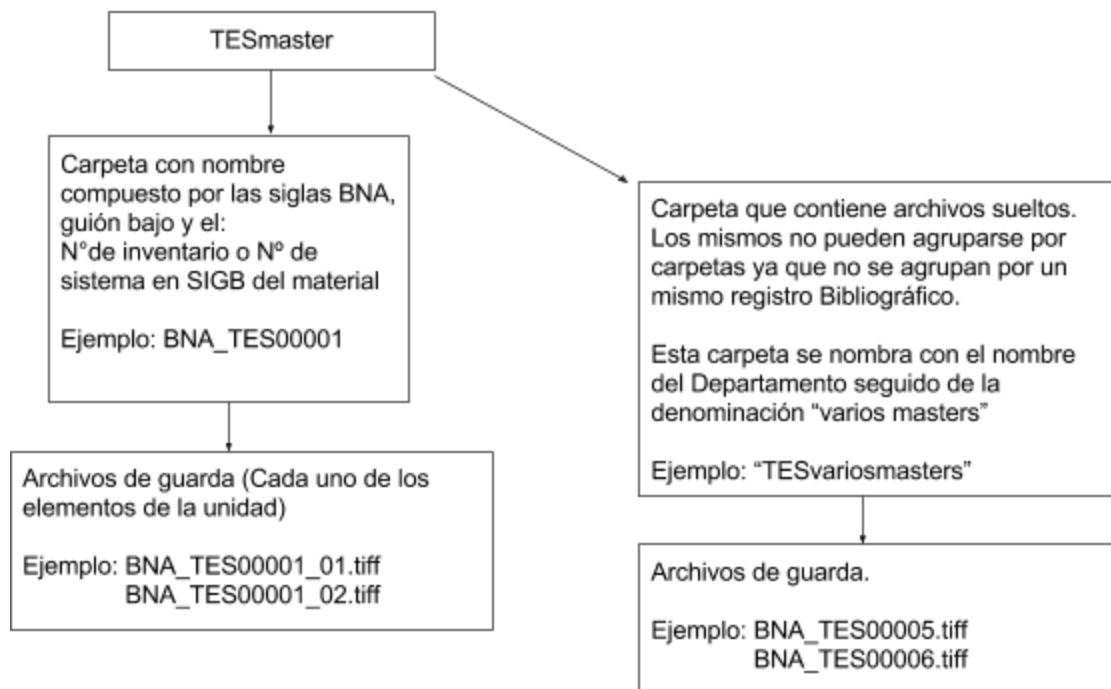 TESmaster
Carpeta con nombre
compuesto por las siglas BNA,
guión bajo y el:
N°de inventario o Nº de
sistema en SIGB del material
Ejemplo: BNA_TES00001
Archivos de guarda (Cada uno de los
elementos de la unidad)
Ejemplo: BNA_TES00001_01.tiff
BNA_TES00001_02.tiff
Carpeta que contiene archivos sueltos.
Los mismos no pueden agruparse por
carpetas ya que no se agrupan por un
mismo registro Bibliográfico.
Esta carpeta se nombra con el nombre
del Departamento seguido de la
denominación “varios masters”
Ejemplo: “TESvariosmasters”
Archivos de guarda.
Ejemplo: BNA_TES00005.tiff
BNA_TES00006.tiff